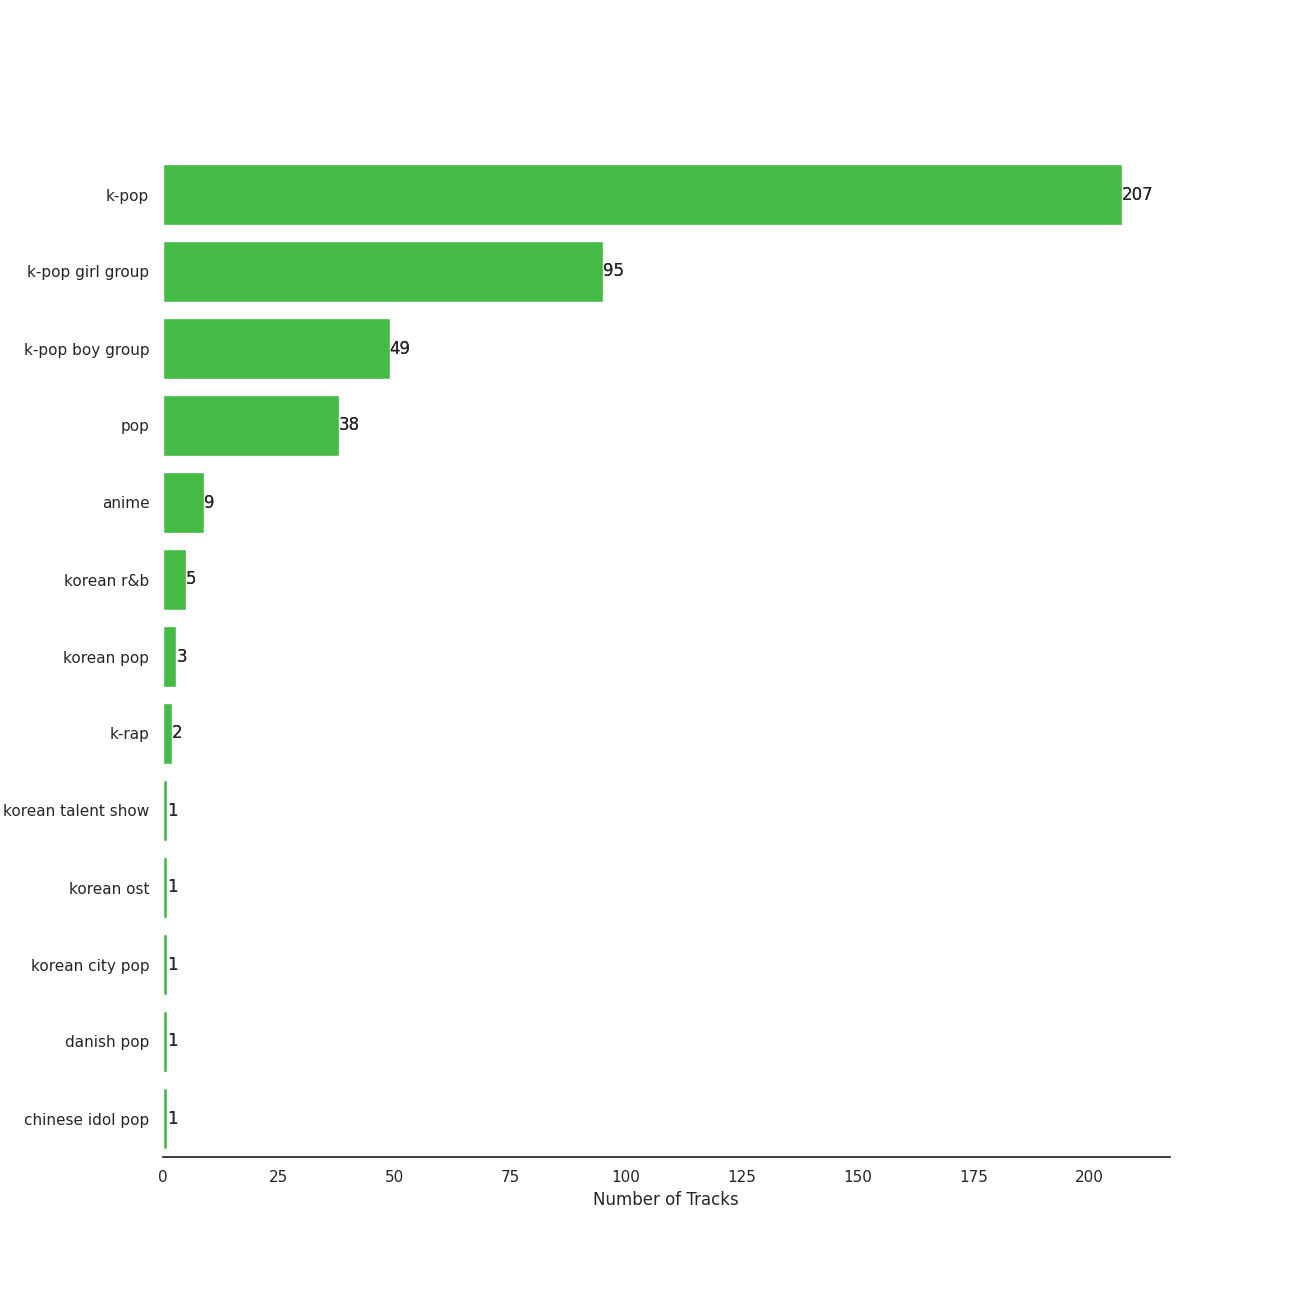 k-pop 207
k-pop girl group 95
k-pop boy group 49
pop 38
anime 9
korean r&b 5
korean pop 3
k-rap 2
korean talent show 1
korean ost 1
korean city pop 1
danish pop 1
chinese idol pop 1
0 25 50 75 100 125 150 175 200
Number of Tracks